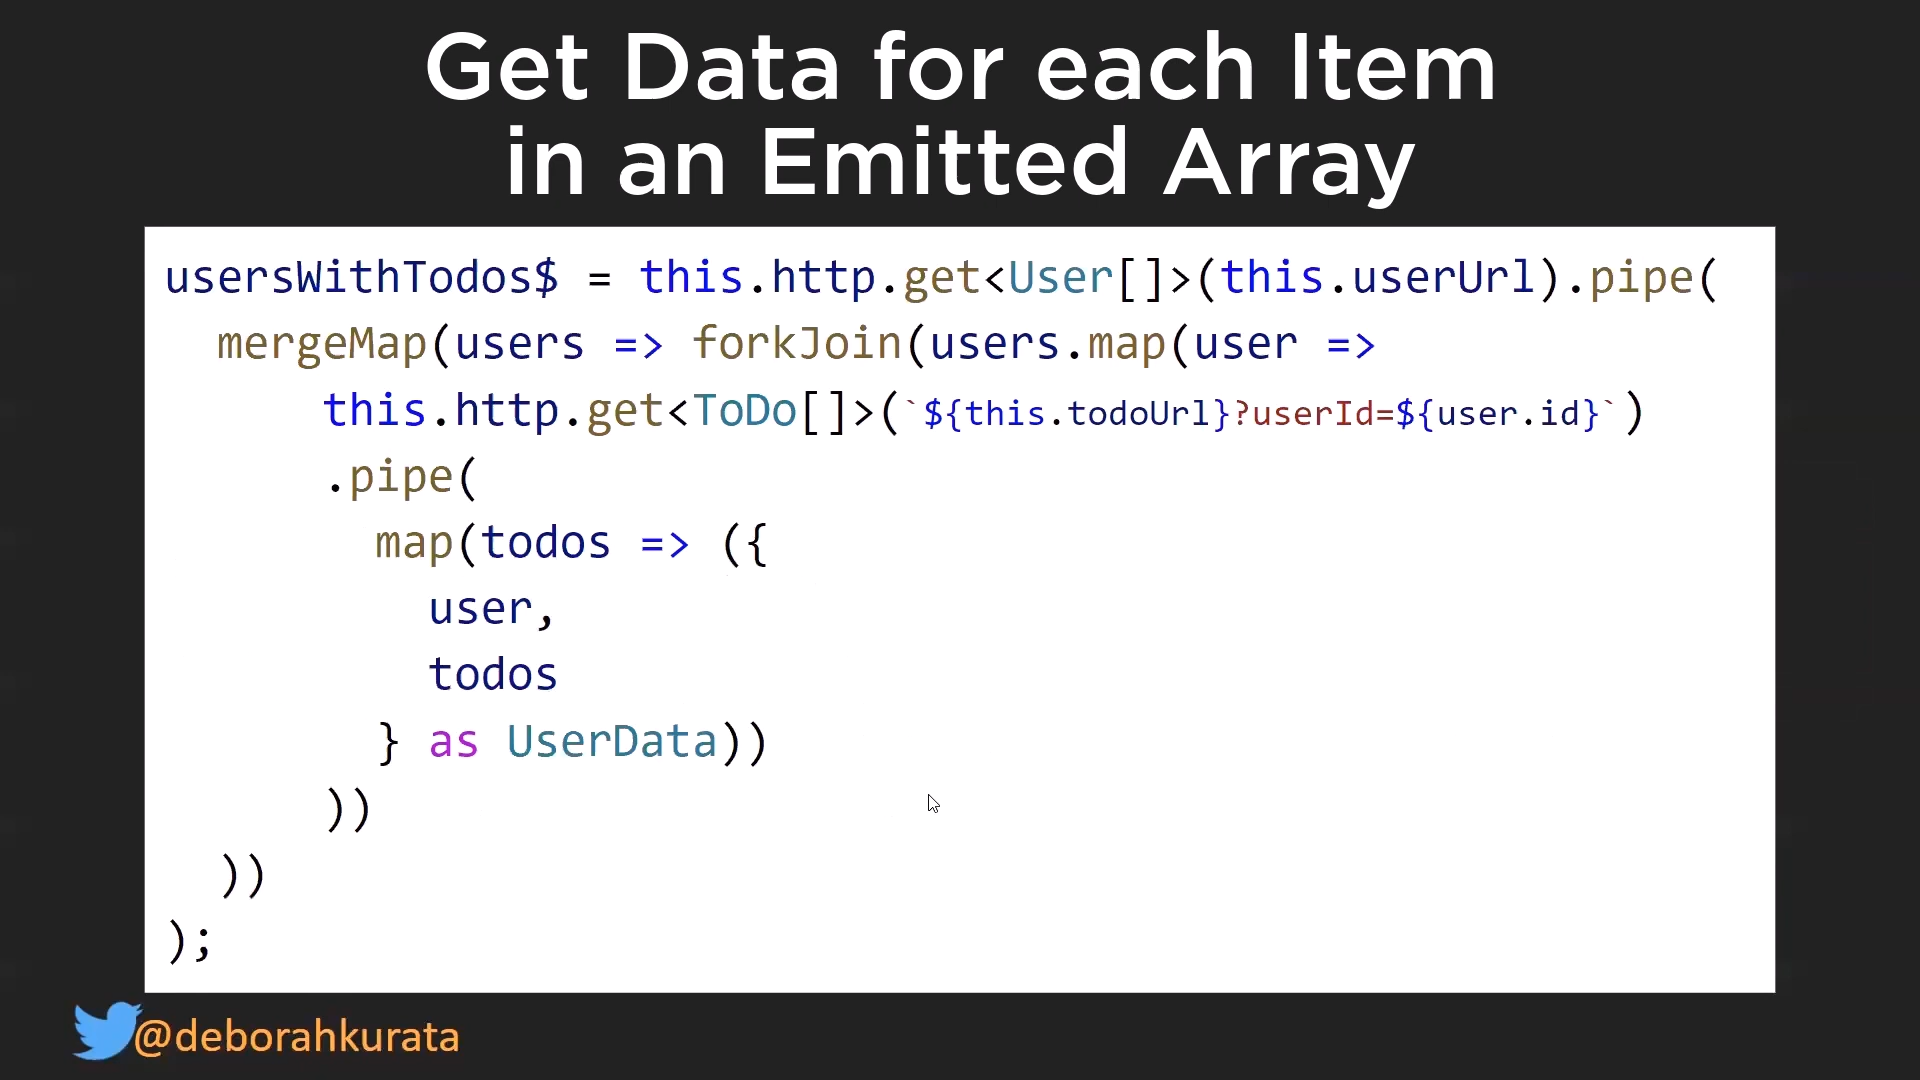 Get Data for each Item
in an Emitted Array
usersWithTodos$ = this.http.get<User[]>(this.userUrl).pipe(
  mergeMap(users => forkJoin(users.map(user =>
      this.http.get<ToDo[]>(`${this.todoUrl}?userId=${user.id}`)
      .pipe(
        map(todos => ({
          user,
          todos
        } as UserData))
      ))
  ))
);
@deborahkurata